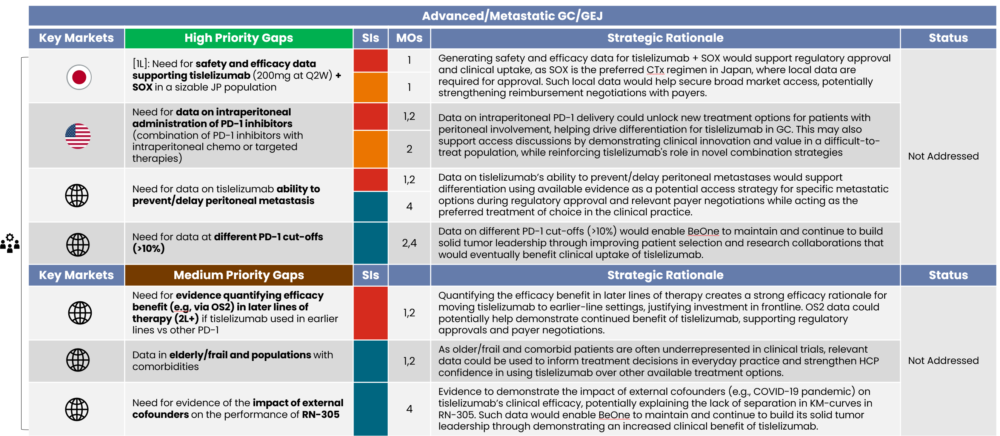 Advanced/Metastatic GC/GEJ
Key Markets
High Priority Gaps
SIs
MOs
Strategic Rationale
Status
[1L]: Need for safety and efficacy data
supporting tislelizumab (200mg at Q2W) +
SOX in a sizable JP population
1
1
Generating safety and efficacy data for tislelizumab + SOX would support regulatory approval
and clinical uptake, as SOX is the preferred CTx regimen in Japan, where local data are
required for approval. Such local data would help secure broad market access, potentially
strengthening reimbursement negotiations with payers.
Not Addressed
Need for data on intraperitoneal
administration of PD-1 inhibitors
(combination of PD-1 inhibitors with
intraperitoneal chemo or targeted
therapies)
1,2
2
Data on intraperitoneal PD-1 delivery could unlock new treatment options for patients with
peritoneal involvement, helping drive differentiation for tislelizumab in GC. This may also
support access discussions by demonstrating clinical innovation and value in a difficult-to-
treat population, while reinforcing tislelizumab's role in novel combination strategies
Need for data on tislelizumab ability to
prevent/delay peritoneal metastasis
1,2
4
Data on tislelizumab’s ability to prevent/delay peritoneal metastases would support
differentiation using available evidence as a potential access strategy for specific metastatic
options during regulatory approval and relevant payer negotiations while acting as the
preferred treatment of choice in the clinical practice.
Need for data at different PD-1 cut-offs
(>10%)
2,4
Data on different PD-1 cut-offs (>10%) would enable BeOne to maintain and continue to build
solid tumor leadership through improving patient selection and research collaborations that
would eventually benefit clinical uptake of tislelizumab.
Key Markets
Medium Priority Gaps
SIs
Strategic Rationale
Status
Need for evidence quantifying efficacy
benefit (e.g, via OS2) in later lines of
therapy (2L+) if tislelizumab used in earlier
lines vs other PD-1
1,2
Quantifying the efficacy benefit in later lines of therapy creates a strong efficacy rationale for
moving tislelizumab to earlier-line settings, justifying investment in frontline. OS2 data could
potentially help demonstrate continued benefit of tislelizumab, supporting regulatory
approvals and payer negotiations.
Not Addressed
Data in elderly/frail and populations with
comorbidities
1,2
As older/frail and comorbid patients are often underrepresented in clinical trials, relevant
data could be used to inform treatment decisions in everyday practice and strengthen HCP
confidence in using tislelizumab over other available treatment options.
Need for evidence of the impact of external
cofounders on the performance of RN-305
4
Evidence to demonstrate the impact of external cofounders (e.g., COVID-19 pandemic) on
tislelizumab’s clinical efficacy, potentially explaining the lack of separation in KM-curves in
RN-305. Such data would enable BeOne to maintain and continue to build its solid tumor
leadership through demonstrating an increased clinical benefit of tislelizumab.